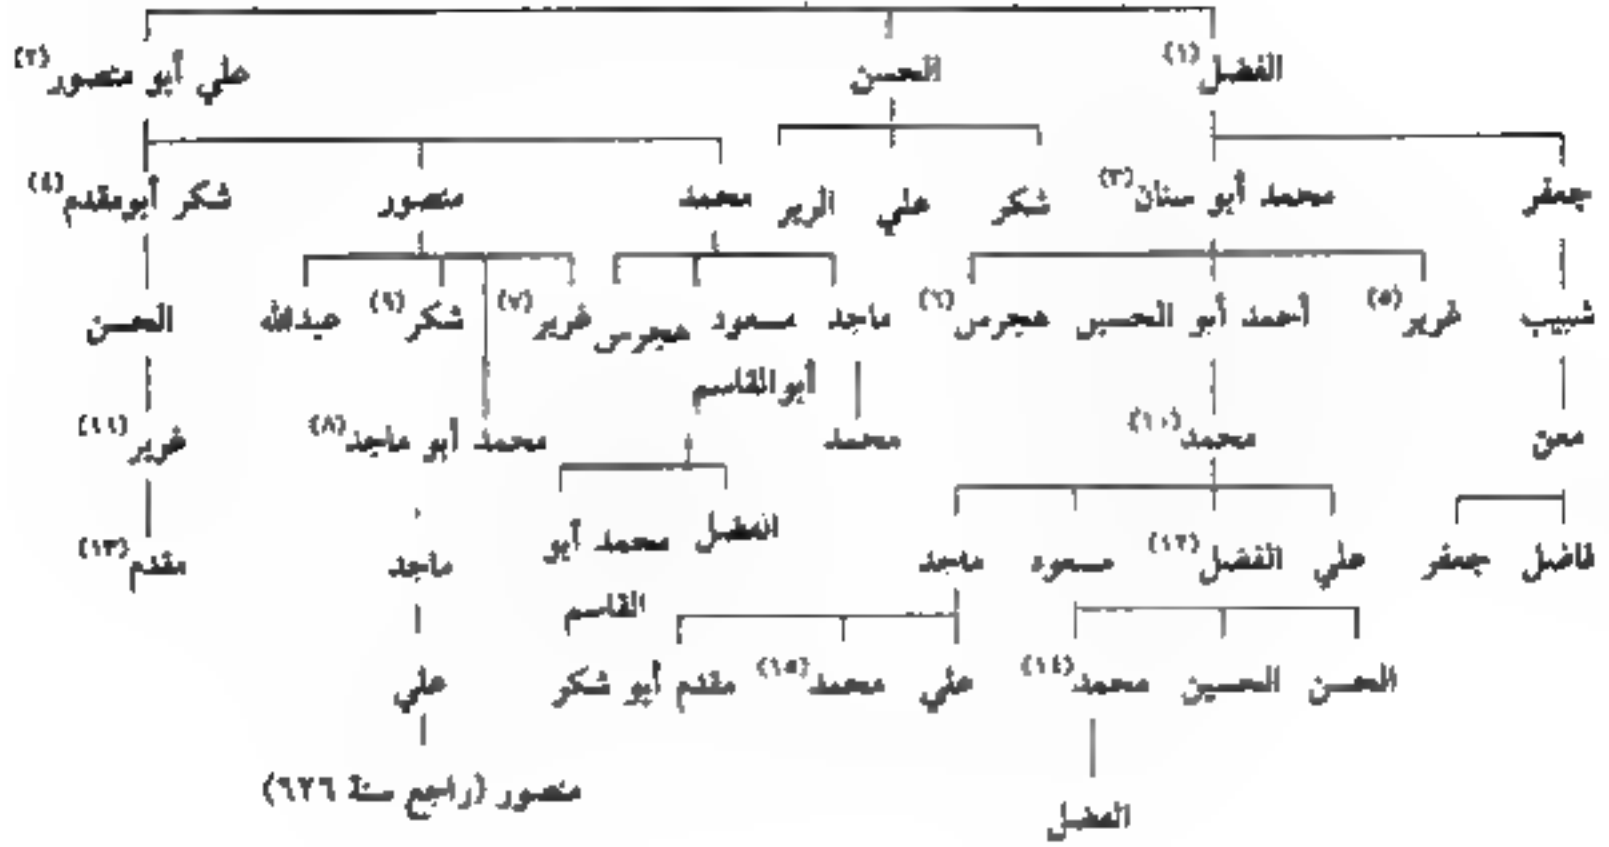 الفضل(١) الحسن علي أبو منصور(٢)
جعفر محمد أبو سنان(٣) شكر علي الزير محمد منصور شكر أبومقدم(٤)
شبيب غرير(٥) أحمد أبو الحسين هجرس(٦) ماجد مسعود هجرس غرير(٧) شكر(٩) عبدالله الحسن
أبو القاسم
معن محمد(١٠) محمد محمد أبو ماجد(٨) غرير(١١)
الفضل محمد أبو
فاضل جعفر علي الفضل(١٢) مسعود ماجد ماجد مقدم(١٣)
القاسم
الحسن الحسين محمد(١٤) علي محمد(١٥) مقدم أبو شكر علي
منصور (راجع سنة ٦٢٦)
الفضل